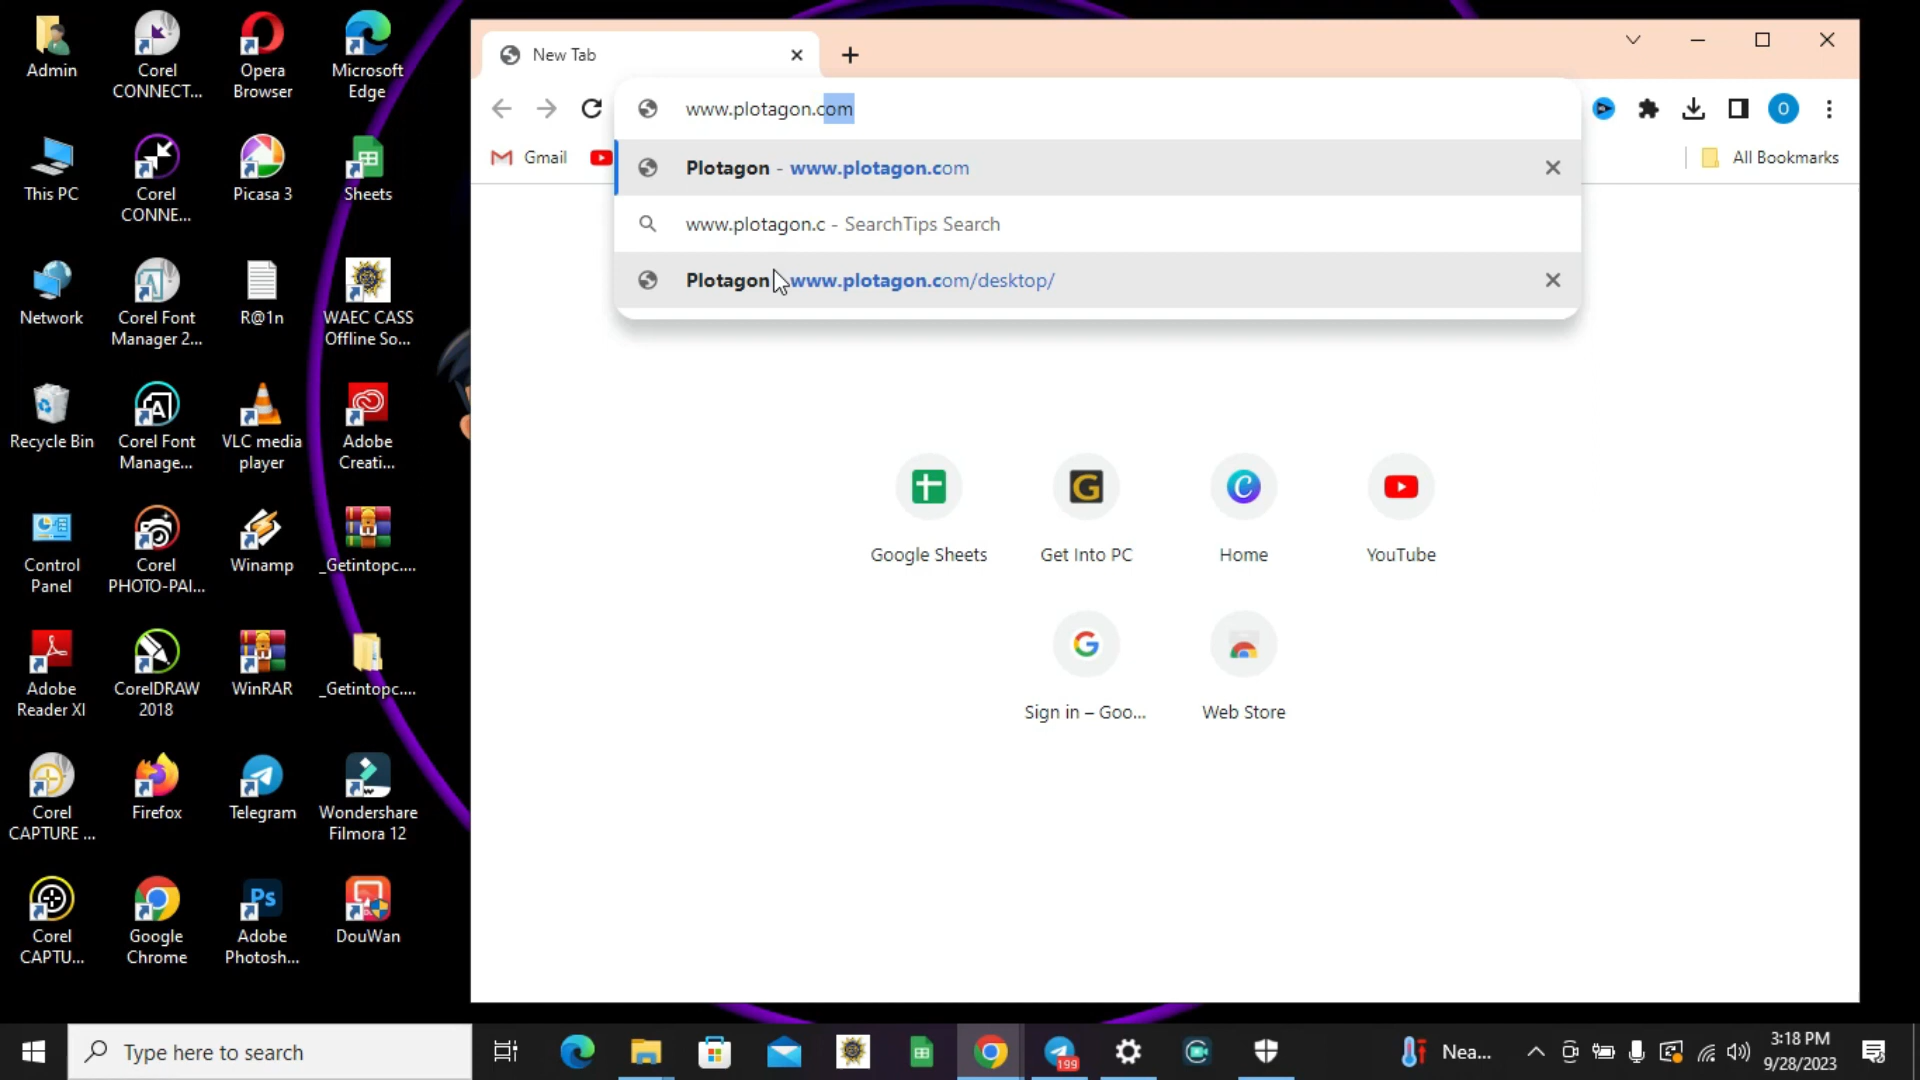 Admin
Corel
CONNECT...
Opera
Browser
Microsoft
Edge
This PC
Corel
CONNE...
Picasa 3
Sheets
Network
Corel Font
Manager 2...
R@1n
WAEC CASS
Offline So...
Recycle Bin
Corel Font
Manage...
VLC media
player
Adobe
Creati...
Control
Panel
Corel
PHOTO-PAI...
Winamp
_Getintopc....
Adobe
Reader XI
CorelDRAW
2018
WinRAR
_Getintopc....
Corel
CAPTURE ...
Firefox
Telegram
Wondershare
Filmora 12
Corel
CAPTU...
Google
Chrome
Adobe
Photosh...
DouWan
New Tab
www.plotagon.com
O
Gmail
All Bookmarks
Plotagon - www.plotagon.com
www.plotagon.c - SearchTips Search
Plotagon www.plotagon.com/desktop/
Google Sheets
Get Into PC
Home
YouTube
Sign in – Goo...
Web Store
Type here to search
199
Nea...
3:18 PM
9/28/2023